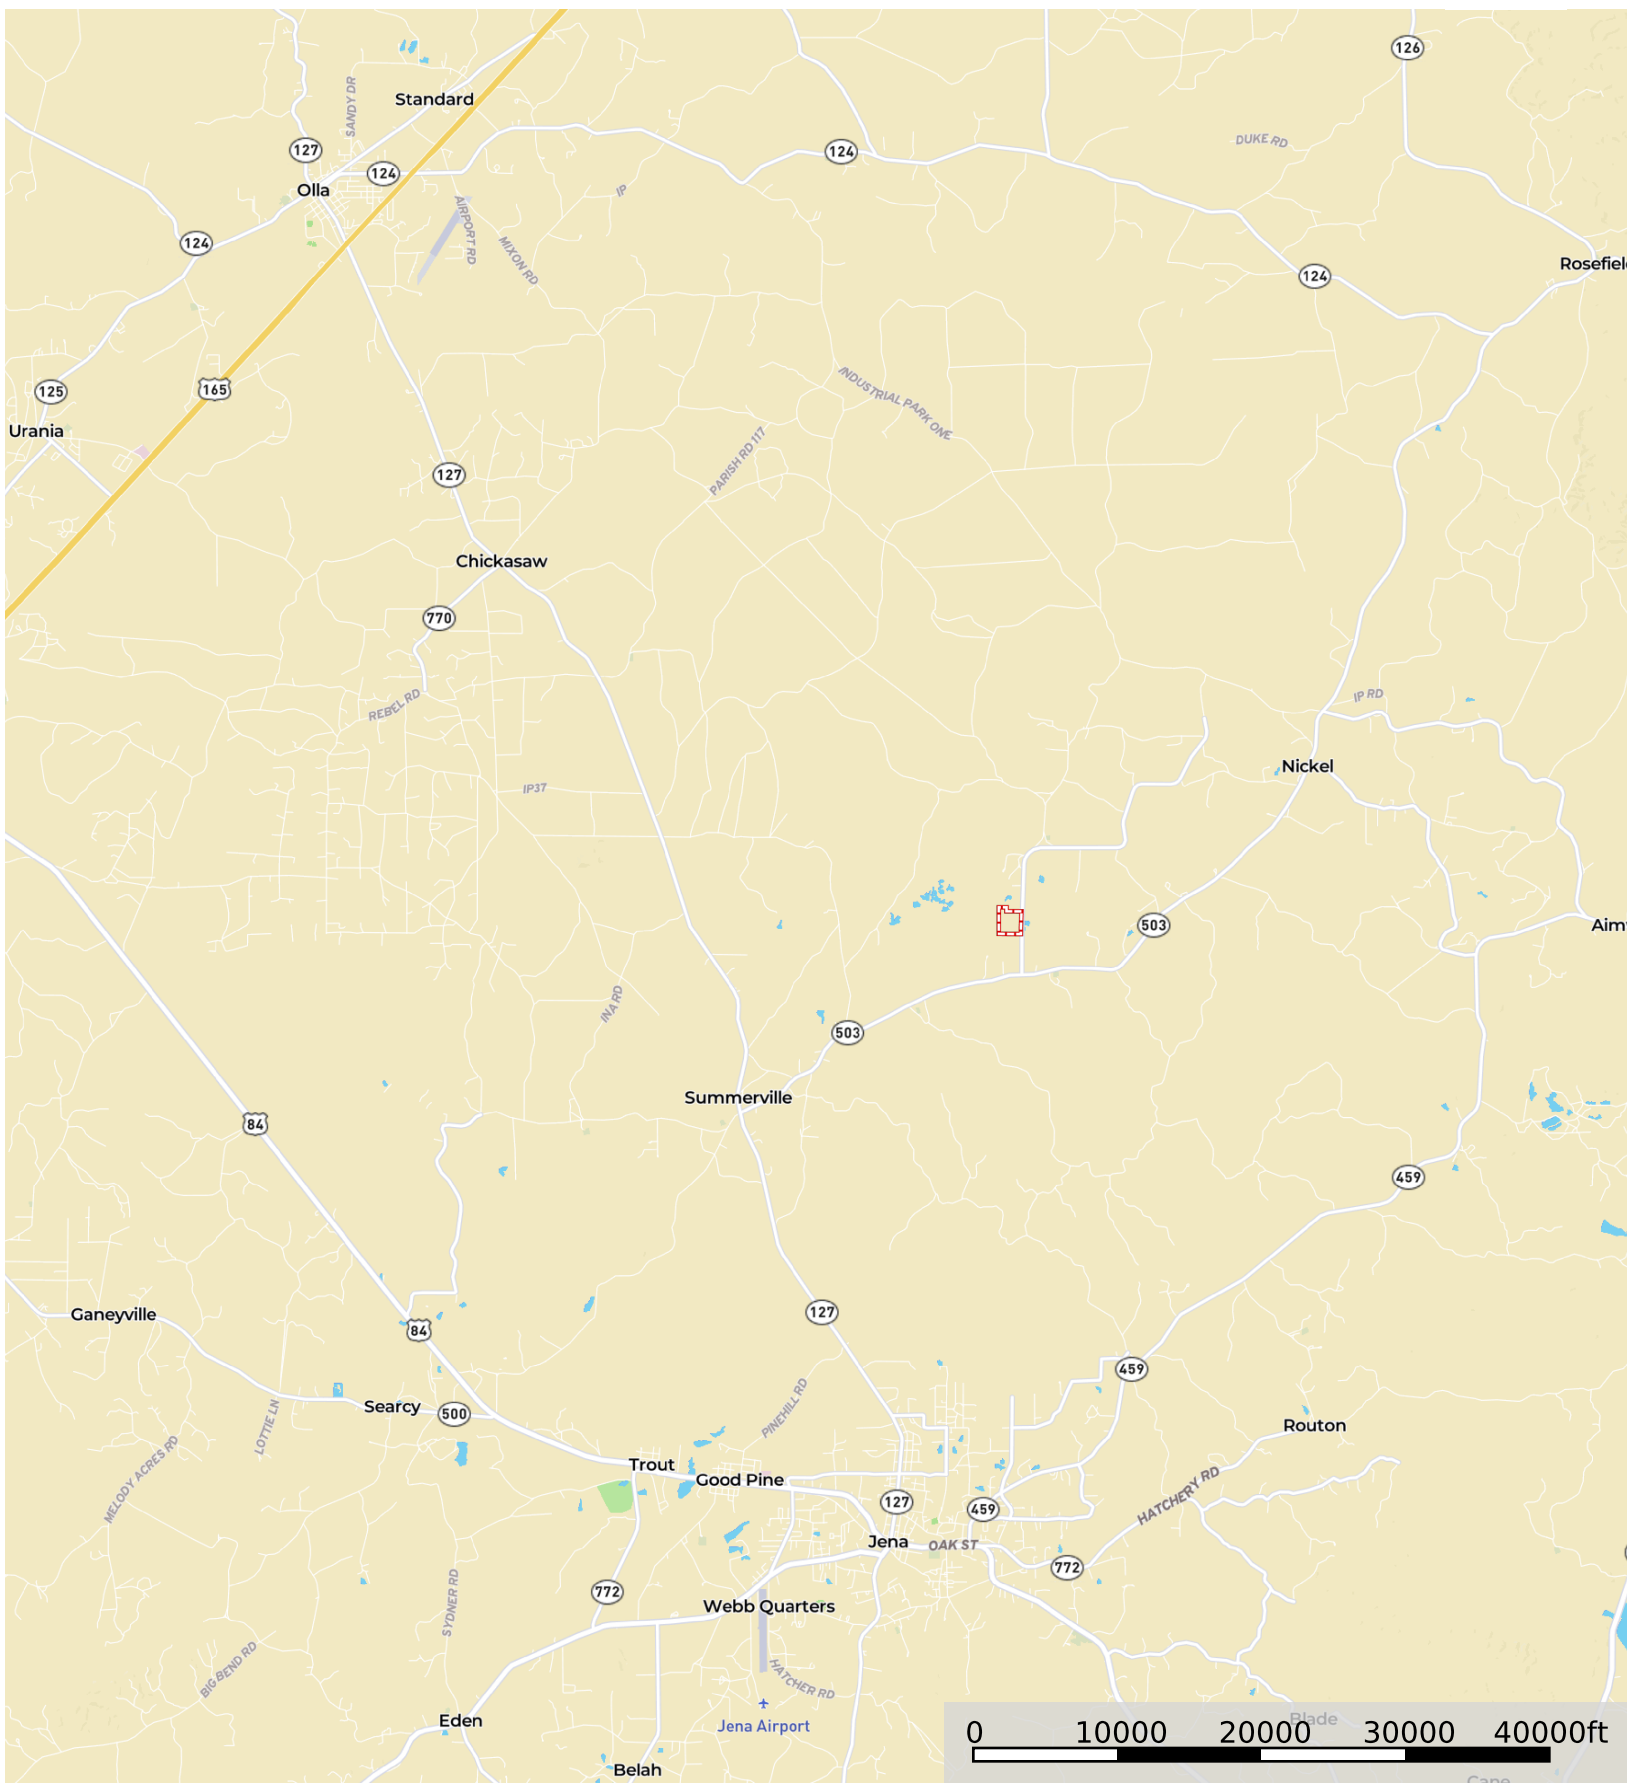 126
Standard
SANDY DR
DUKE RD
127
124
124
Olla
IP
AIRPORT RD
MIXON RD
124
Rosefiel
124
INDUSTRIAL PARK ONE
165
125
Urania
PARISH RD 117
127
Chickasaw
770
REBEL RD
IP RD
Nickel
IP37
503
Aim
INA RD
503
Summerville
84
459
Ganeyville
127
84
459
PINEHILL RD
LOTTIE LN
Searcy
500
Routon
MELODY ACRES RD
Trout
Good Pine
HATCHERY RD
127
459
Jena
OAK ST
772
772
SYDNER RD
Webb Quarters
BIG BEND RD
HATCHER RD
Eden
Jena Airport
Blade
0 10000 20000 30000 40000ft
Belah